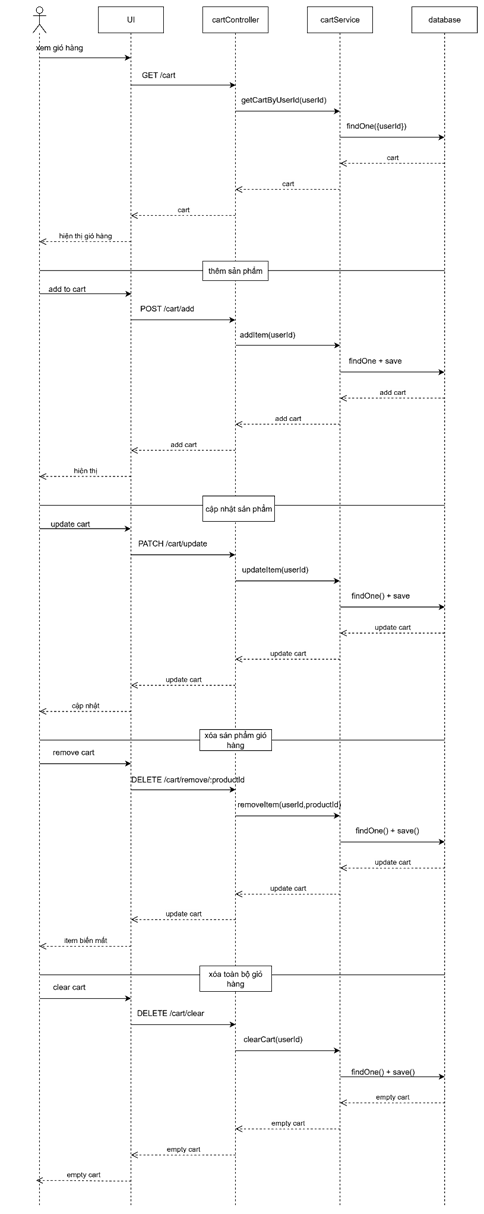 UI
cartController
cartService
database
xem giỏ hàng
GET /cart
getCartByUserId(userId)
findOne({userId})
cart
cart
cart
hiện thị giỏ hàng
thêm sản phẩm
add to cart
POST /cart/add
addItem(userId)
findOne + save
add cart
add cart
add cart
hiện thị
cập nhật sản phẩm
update cart
PATCH /cart/update
updateItem(userId)
findOne() + save
update cart
update cart
update cart
cập nhật
xóa sản phẩm giỏ
hàng
remove cart
DELETE /cart/remove/:productId
removeItem(userId,productId)
findOne() + save()
update cart
update cart
update cart
item biến mất
xóa toàn bộ giỏ
hàng
clear cart
DELETE /cart/clear
clearCart(userId)
findOne() + save()
empty cart
empty cart
empty cart
empty cart